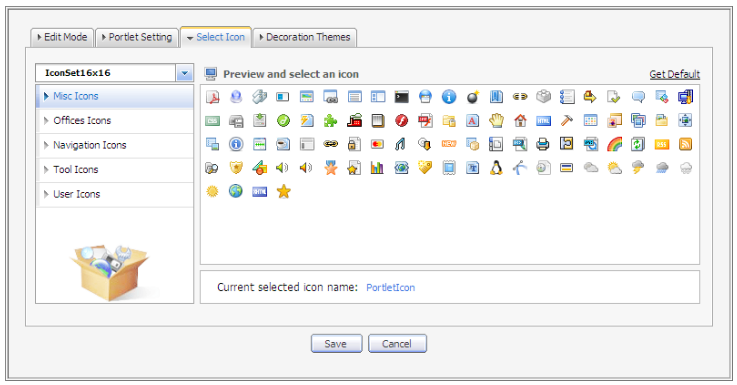 Edit Mode Portlet Setting Select Icon Decoration Themes
IconSet16x16
Preview and select an icon
Get Default
Misc Icons
Offices Icons
Navigation Icons
Tool Icons
User Icons
Current selected icon name: PortletIcon
Save Cancel